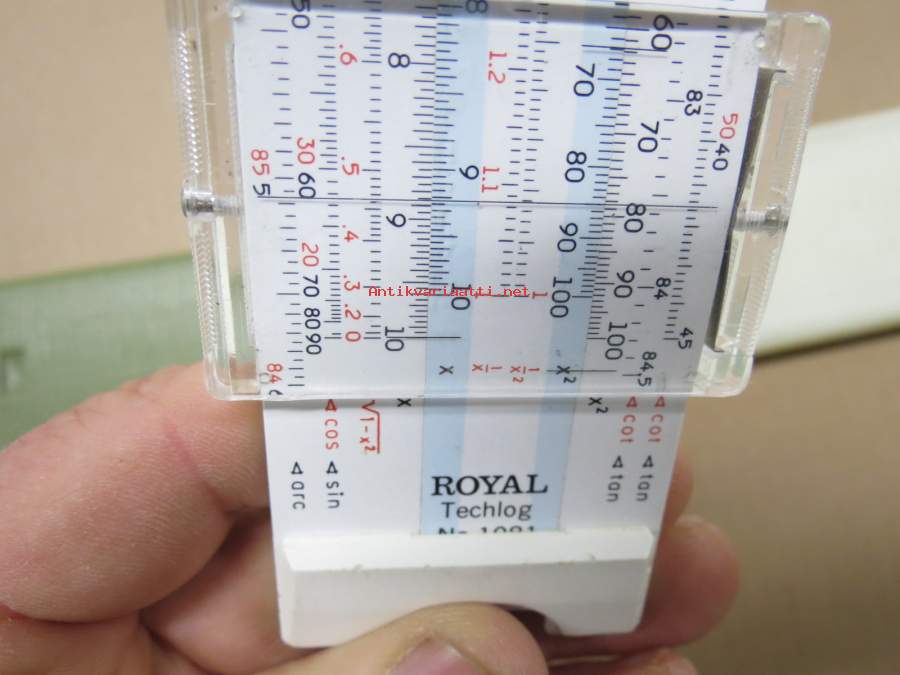 50 .6 8 8 1.2 70 60 83 50 40
85 30 .5 9 1.1 80 70
5 60 .4 9 90 80
20 70 .3 10 1 100 90 84
80 .2
90 0 10 100 45
84 84,5
Antikvariaatti.net
x 1/x 1/x² x²
√1-x² x x² cot cot
cos
arc sin tan tan
ROYAL
Techlog